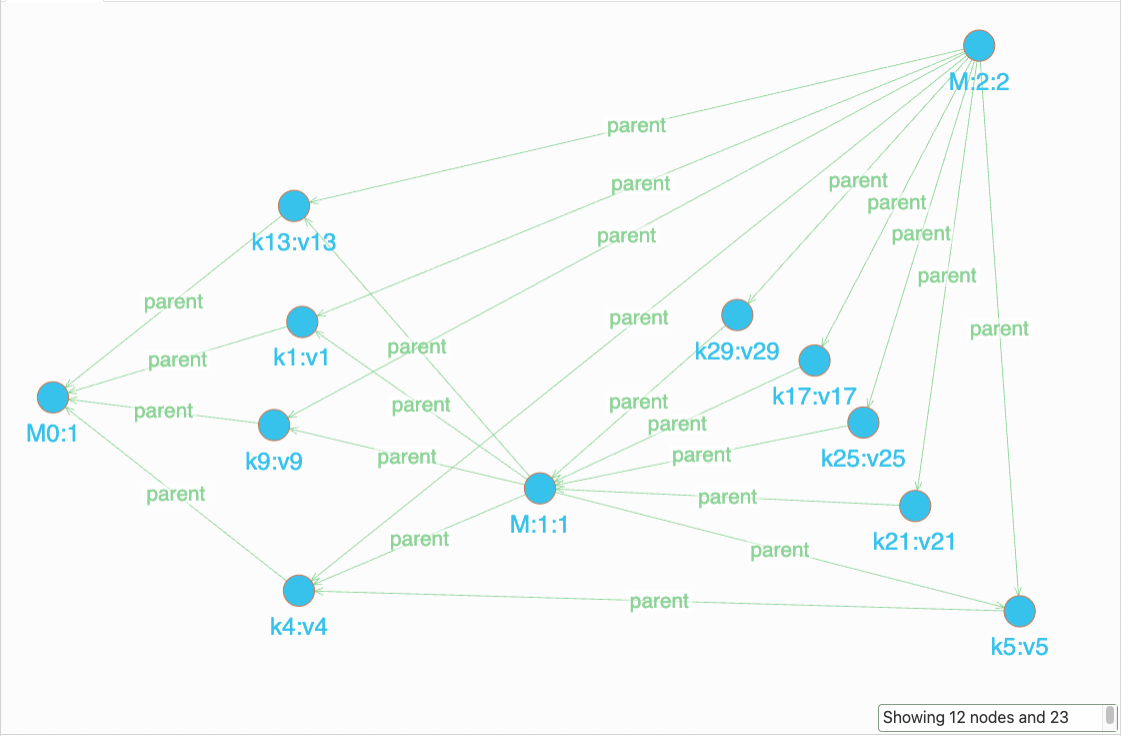 M:2:2
parent
parent
parent
parent
parent
k13:v13
parent
parent
parent
parent
parent
parent
k29:v29
parent
k1:v1
parent
k17:v17
parent
parent
parent
M0:1
parent
k9:v9
parent
parent
k25:v25
parent
parent
M:1:1
k21:v21
parent
parent
parent
k4:v4
k5:v5
Showing 12 nodes and 23